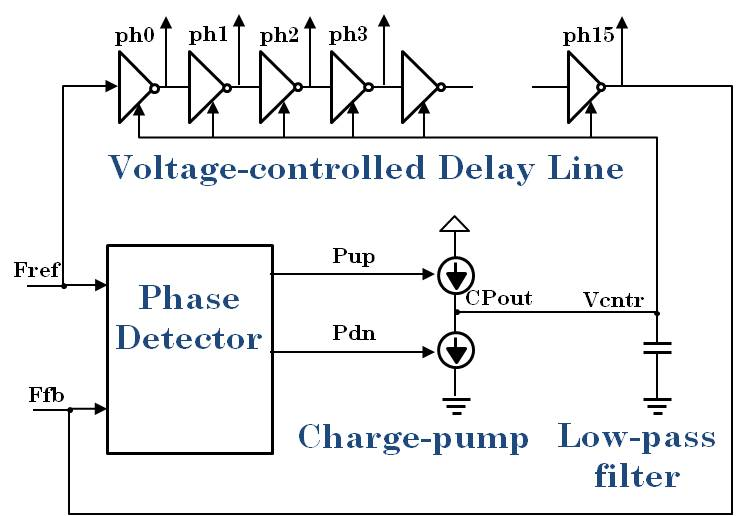 ph0 ph1 ph2 ph3 ph15
Voltage-controlled Delay Line
Fref
Phase
Detector
Pup
CPout
Vcntr
Pdn
Ffb
Charge-pump
Low-pass
filter